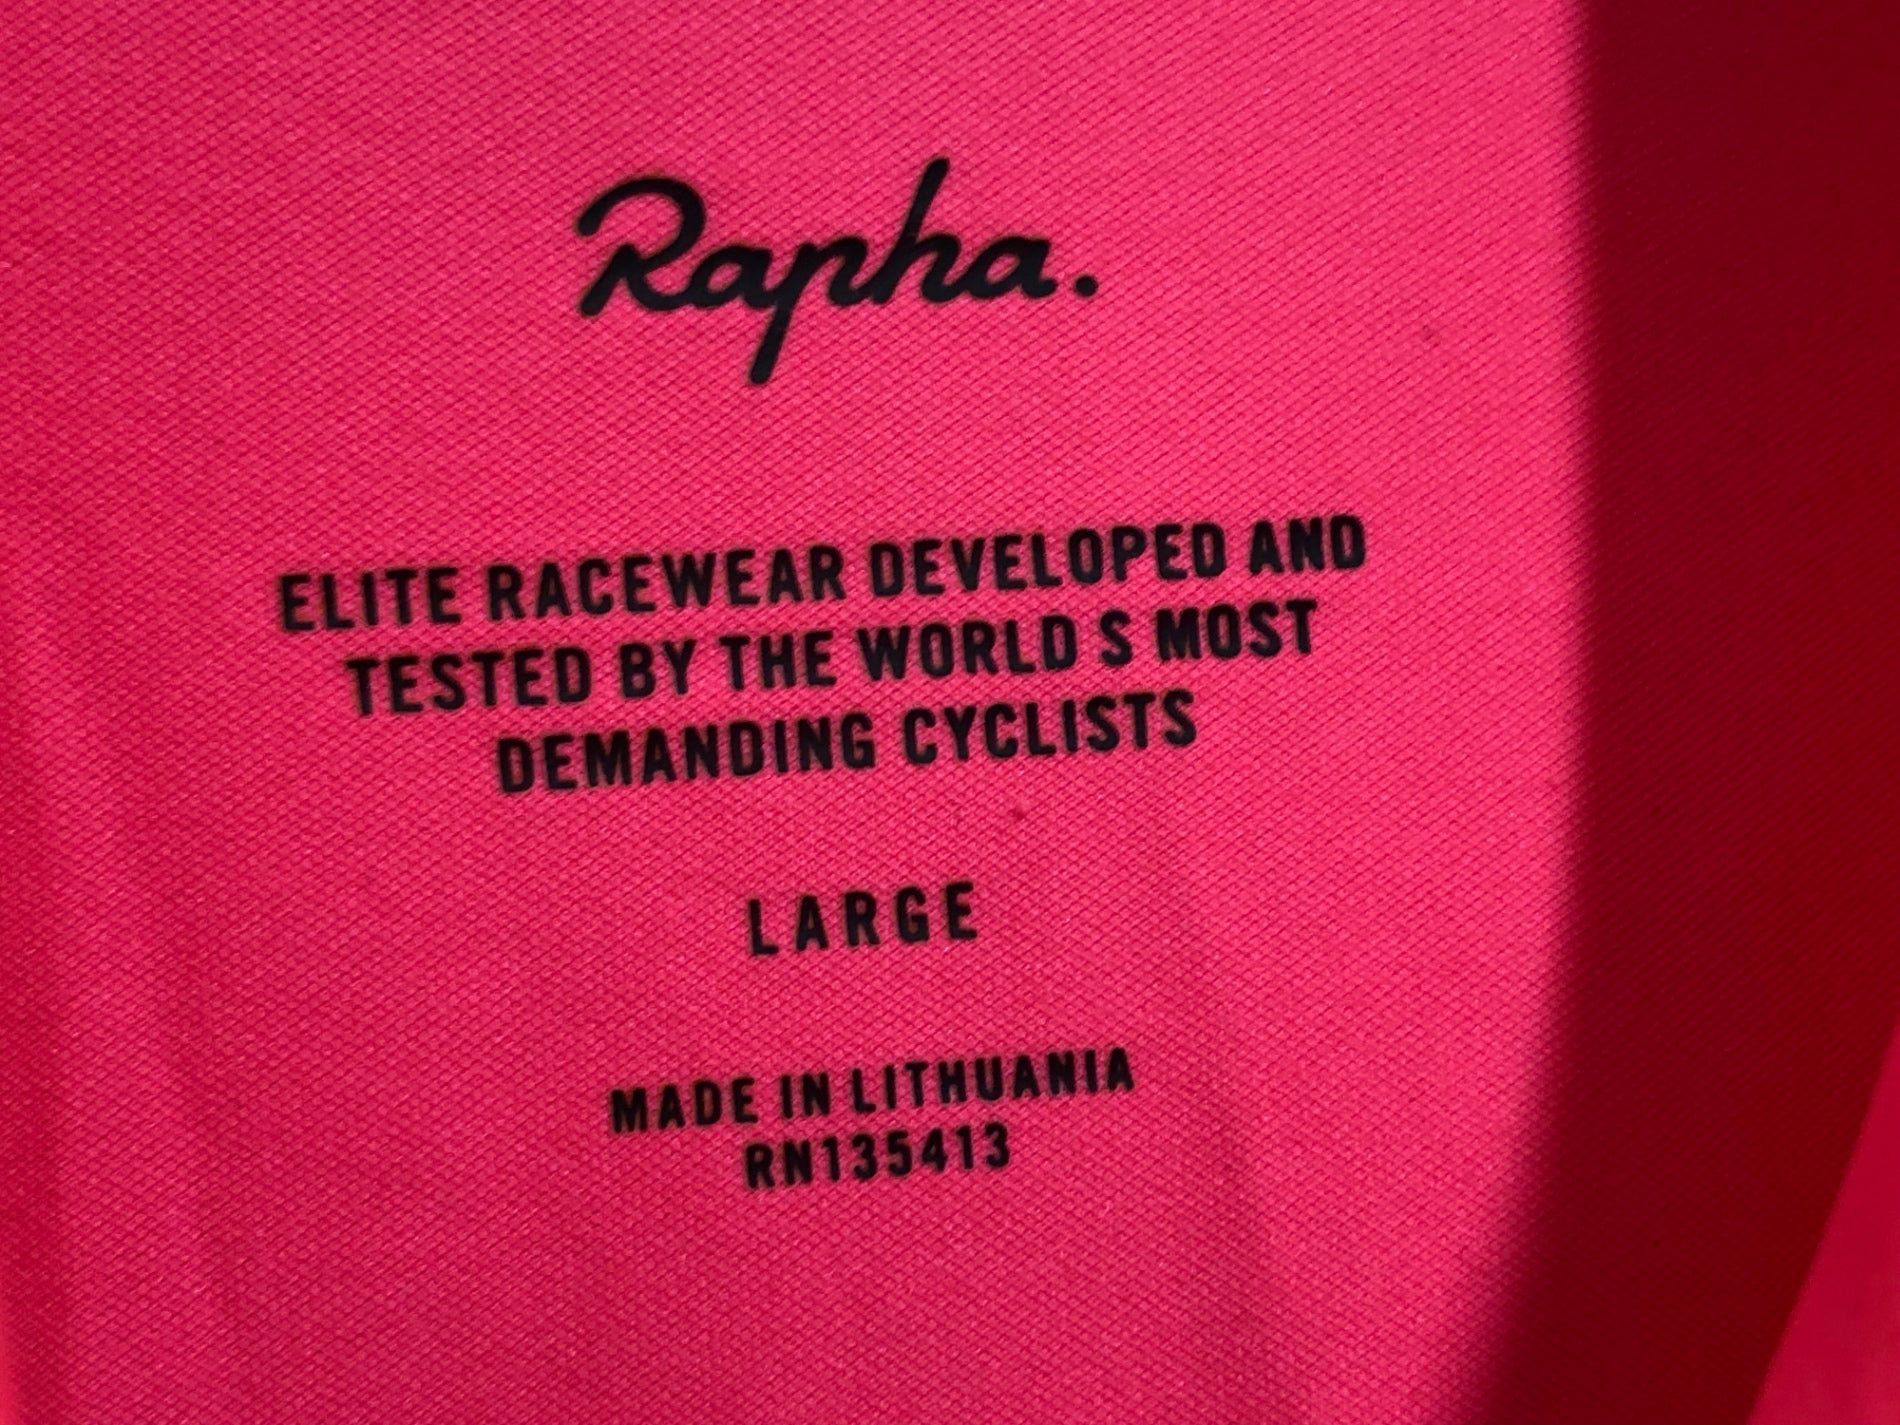 Rapha.
ELITE RACEWEAR DEVELOPED AND
TESTED BY THE WORLD S MOST
DEMANDING CYCLISTS
LARGE
MADE IN LITHUANIA
RN135413